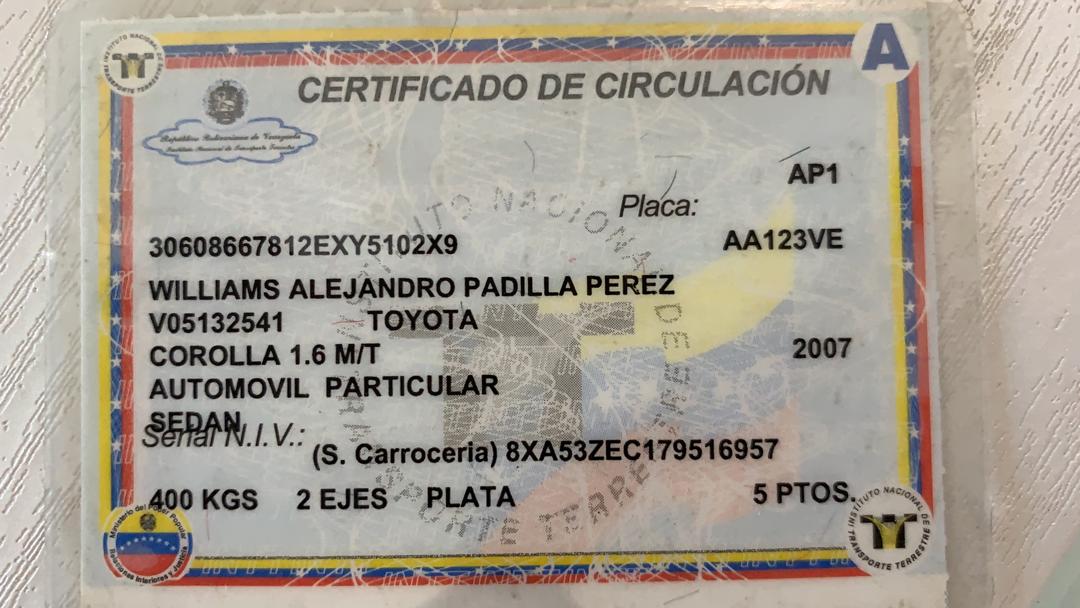 INSTITUTO NACIONAL DE TRANSPORTE TERRESTRE
A
CERTIFICADO DE CIRCULACIÓN
República Bolivariana de Venezuela
Instituto Nacional de Transporte Terrestre
AP1
Placa:
30608667812EXY5102X9 AA123VE
WILLIAMS ALEJANDRO PADILLA PEREZ
V05132541 TOYOTA
COROLLA 1.6 M/T 2007
AUTOMOVIL PARTICULAR
SEDAN
Serial N.I.V.:
(S. Carroceria) 8XA53ZEC179516957
400 KGS 2 EJES PLATA 5 PTOS.
Ministerio del Poder Popular
Relaciones Interiores y Justicia
INSTITUTO NACIONAL DE TRANSPORTE TERRESTRE